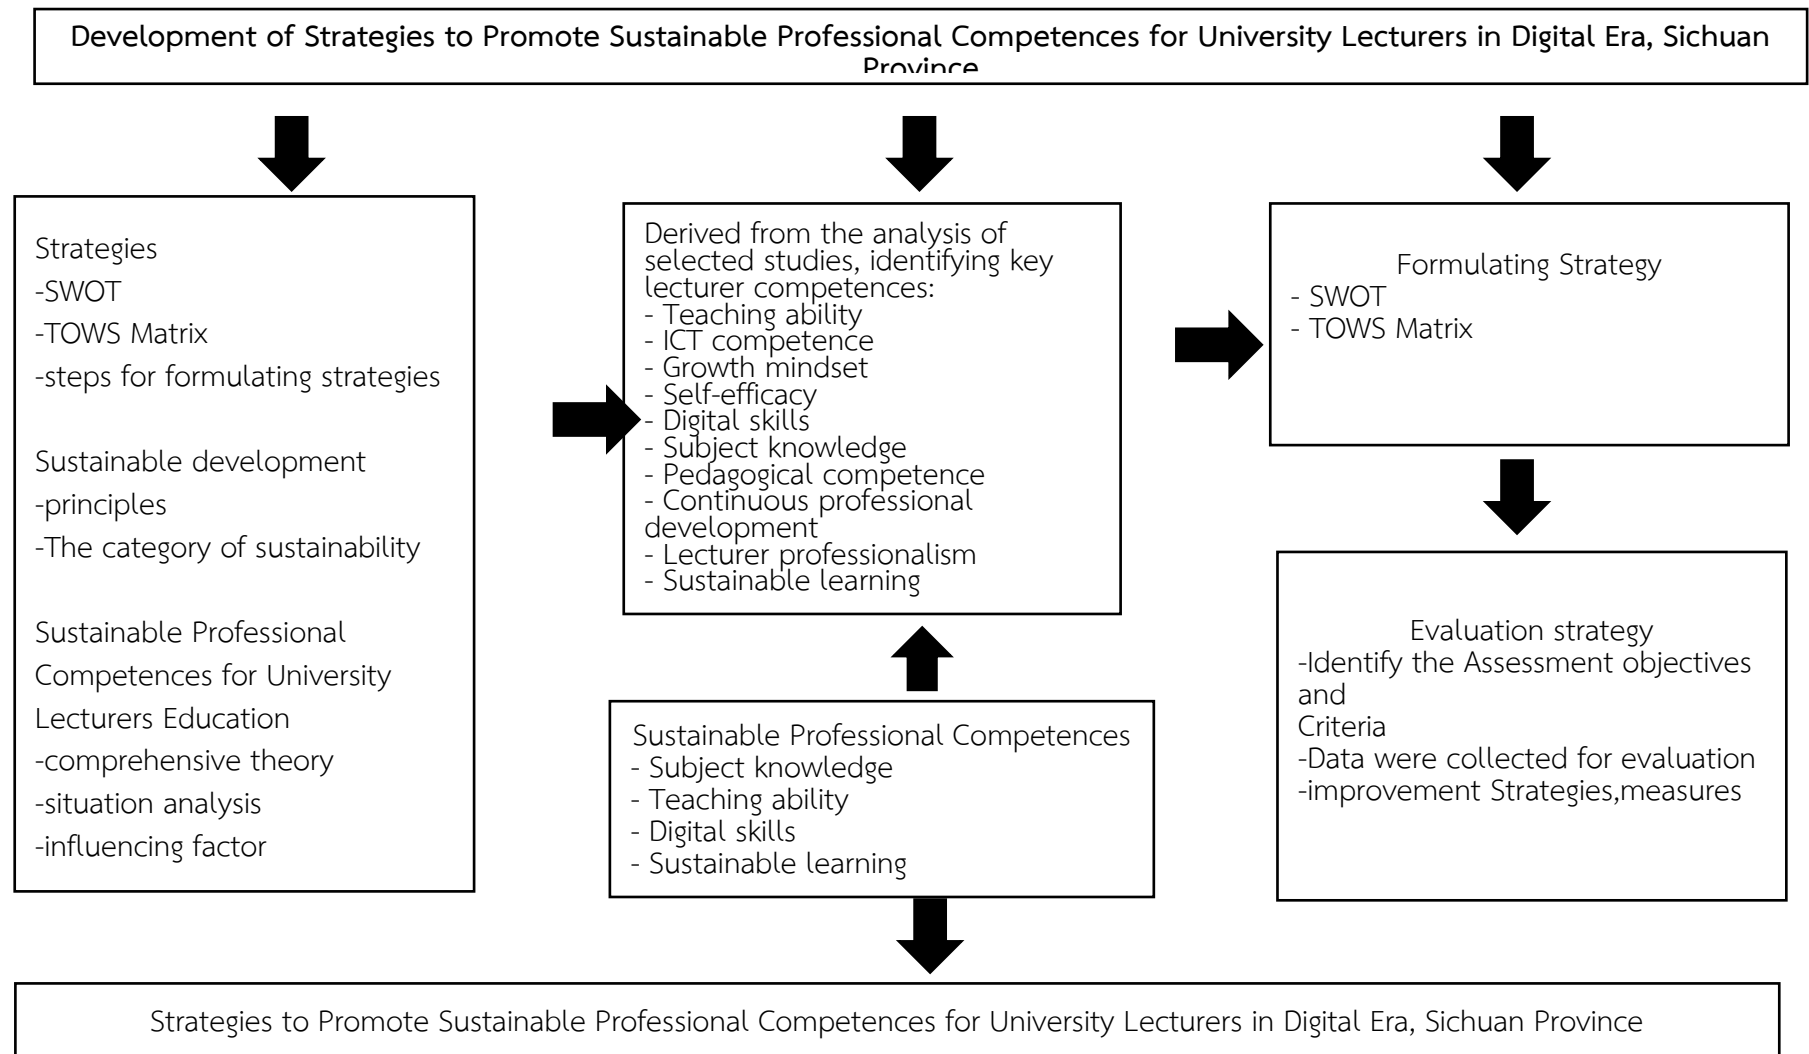 Development of Strategies to Promote Sustainable Professional Competences for University Lecturers in Digital Era, Sichuan
Province
Strategies
-SWOT
-TOWS Matrix
-steps for formulating strategies
Sustainable development
-principles
-The category of sustainability
Sustainable Professional
Competences for University
Lecturers Education
-comprehensive theory
-situation analysis
-influencing factor
Derived from the analysis of
selected studies, identifying key
lecturer competences:
- Teaching ability
- ICT competence
- Growth mindset
- Self-efficacy
- Digital skills
- Subject knowledge
- Pedagogical competence
- Continuous professional
development
- Lecturer professionalism
- Sustainable learning
Sustainable Professional Competences
- Subject knowledge
- Teaching ability
- Digital skills
- Sustainable learning
Formulating Strategy
- SWOT
- TOWS Matrix
Evaluation strategy
-Identify the Assessment objectives
and
Criteria
-Data were collected for evaluation
-improvement Strategies,measures
Strategies to Promote Sustainable Professional Competences for University Lecturers in Digital Era, Sichuan Province